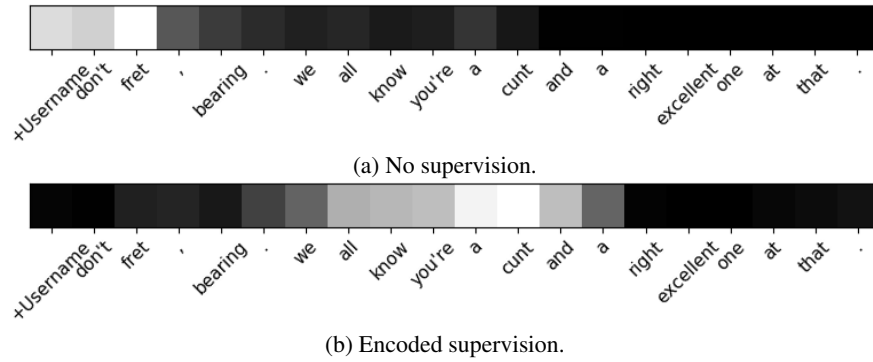 +Username don't fret , bearing . we all know you're a cunt and a right excellent one at that .
(a) No supervision.
+Username don't fret , bearing . we all know you're a cunt and a right excellent one at that .
(b) Encoded supervision.